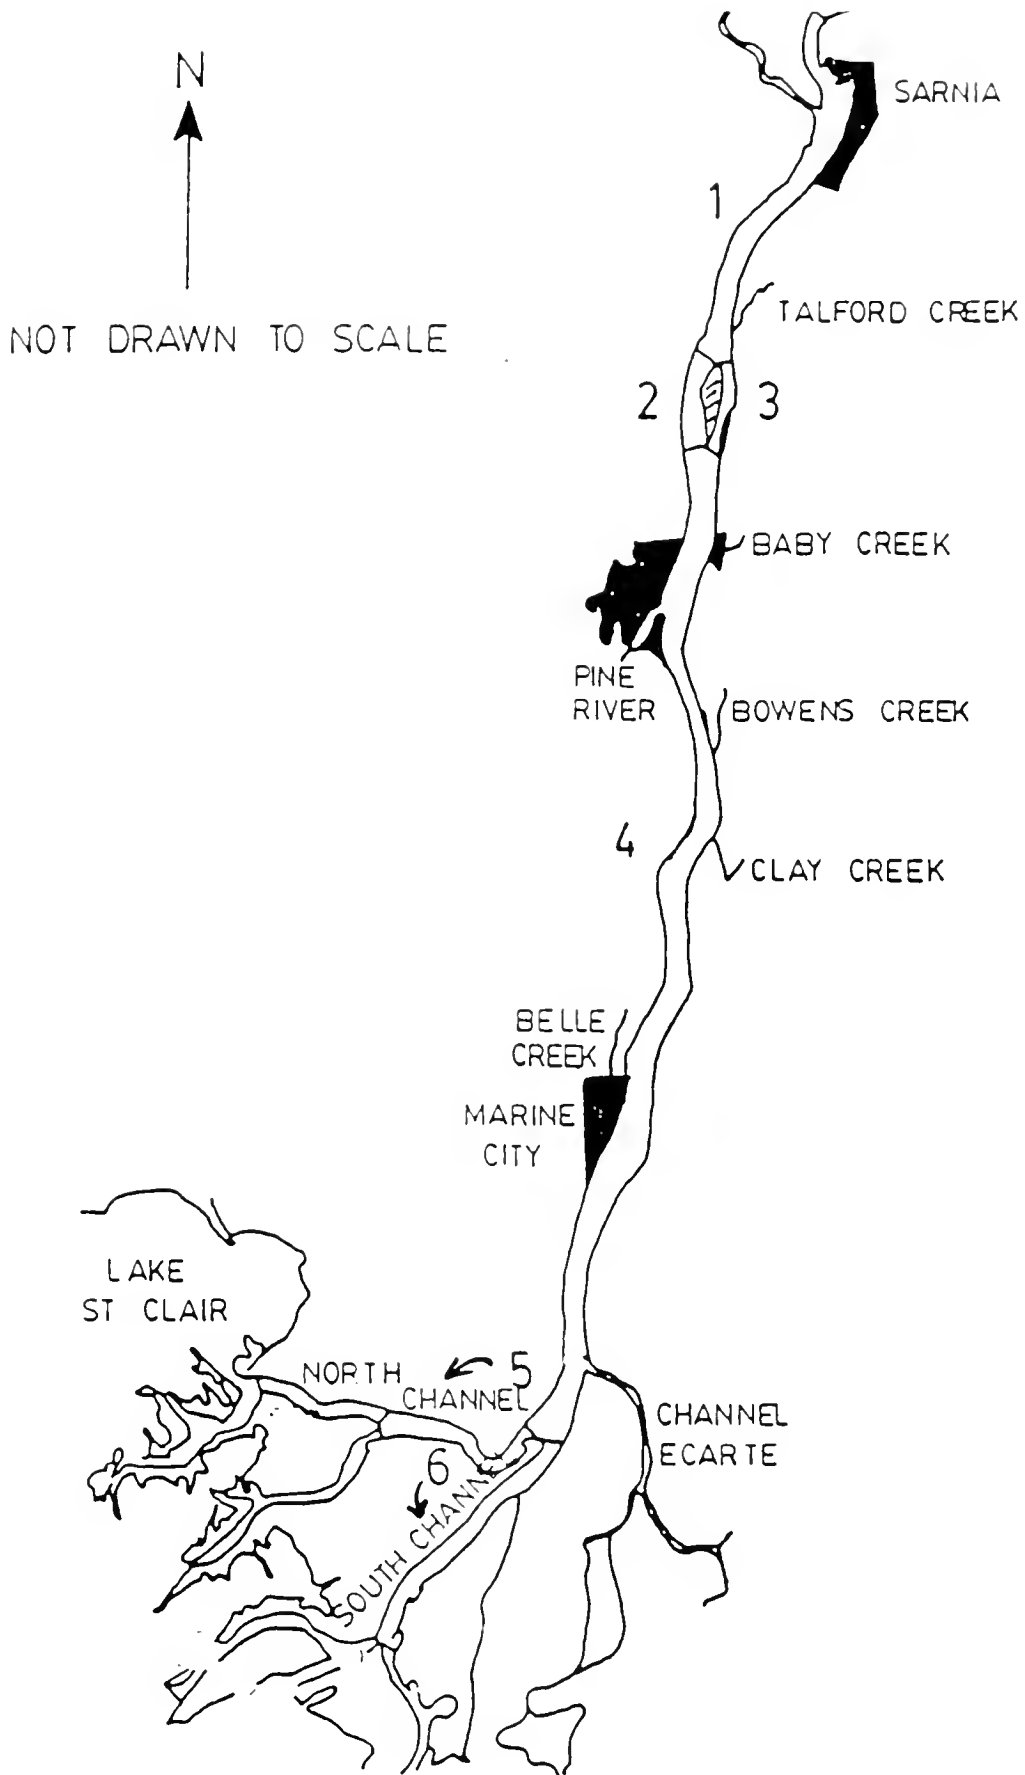 N
SARNIA
1
TALFORD CREEK
NOT DRAWN TO SCALE
2
3
BABY CREEK
PINE
RIVER
BOWENS CREEK
4
CLAY CREEK
BELLE
CREEK
MARINE
CITY
LAKE
ST CLAIR
NORTH
CHANNEL
5
CHANNEL
ECARTE
6
SOUTH CHANNEL